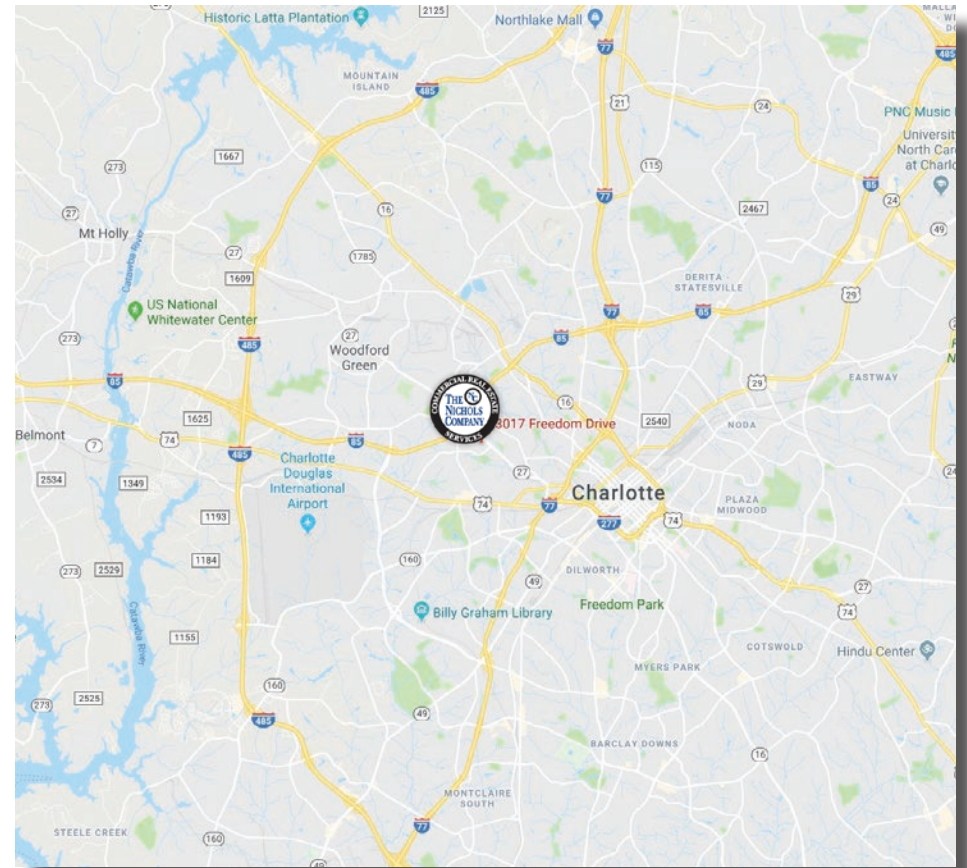 Historic Latta Plantation
2125
Northlake Mall
77
485
MOUNTAIN
ISLAND
485
21
24
PNC Music
273
1667
115
85
24
27
16
2467
49
Mt Holly
Catawba River
27
1785
77
1609
DERITA -
STATESVILLE
US National
Whitewater Center
77
85
29
273
485
27
85
Woodford
Green
85
29
EASTWAY
COMMERCIAL REAL ESTATE
THE
NICHOLS
COMPANY
SERVICES
16
1625
3017 Freedom Drive
2540
NODA
Belmont
7
74
485
85
Charlotte
Douglas
International
Airport
27
2534
1349
74
77
Charlotte
277
74
PLAZA
MIDWOOD
1193
1184
160
DILWORTH
49
273
2529
27
Freedom Park
74
Billy Graham Library
Catawba River
1155
COTSWOLD
Hindu Center
MYERS PARK
160
2525
273
485
49
BARCLAY DOWNS
16
MONTCLAIRE
SOUTH
77
STEELE CREEK
160
49